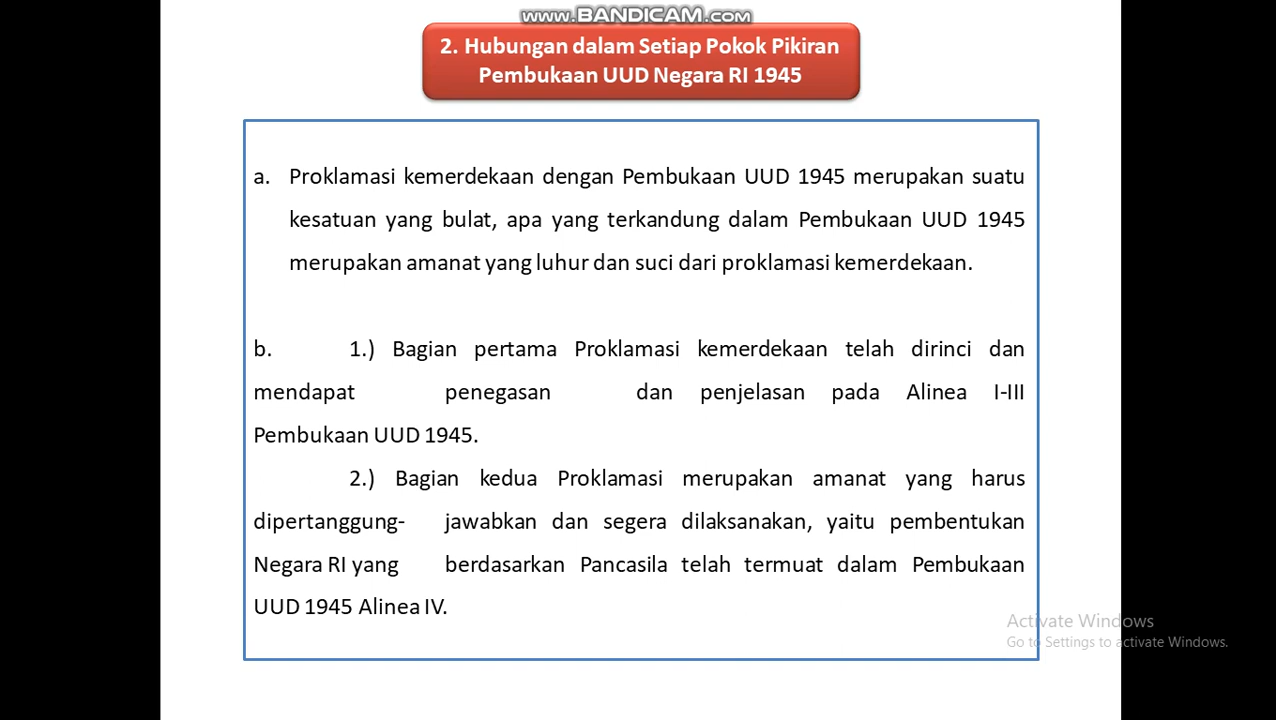 www.BANDICAM.com
2. Hubungan dalam Setiap Pokok Pikiran
Pembukaan UUD Negara RI 1945
a. Proklamasi kemerdekaan dengan Pembukaan UUD 1945 merupakan suatu
kesatuan yang bulat, apa yang terkandung dalam Pembukaan UUD 1945
merupakan amanat yang luhur dan suci dari proklamasi kemerdekaan.
b. 1.) Bagian pertama Proklamasi kemerdekaan telah dirinci dan
mendapat penegasan dan penjelasan pada Alinea I-III
Pembukaan UUD 1945.
2.) Bagian kedua Proklamasi merupakan amanat yang harus
dipertanggung- jawabkan dan segera dilaksanakan, yaitu pembentukan
Negara RI yang berdasarkan Pancasila telah termuat dalam Pembukaan
UUD 1945 Alinea IV.
Activate Windows
Go to Settings to activate Windows.